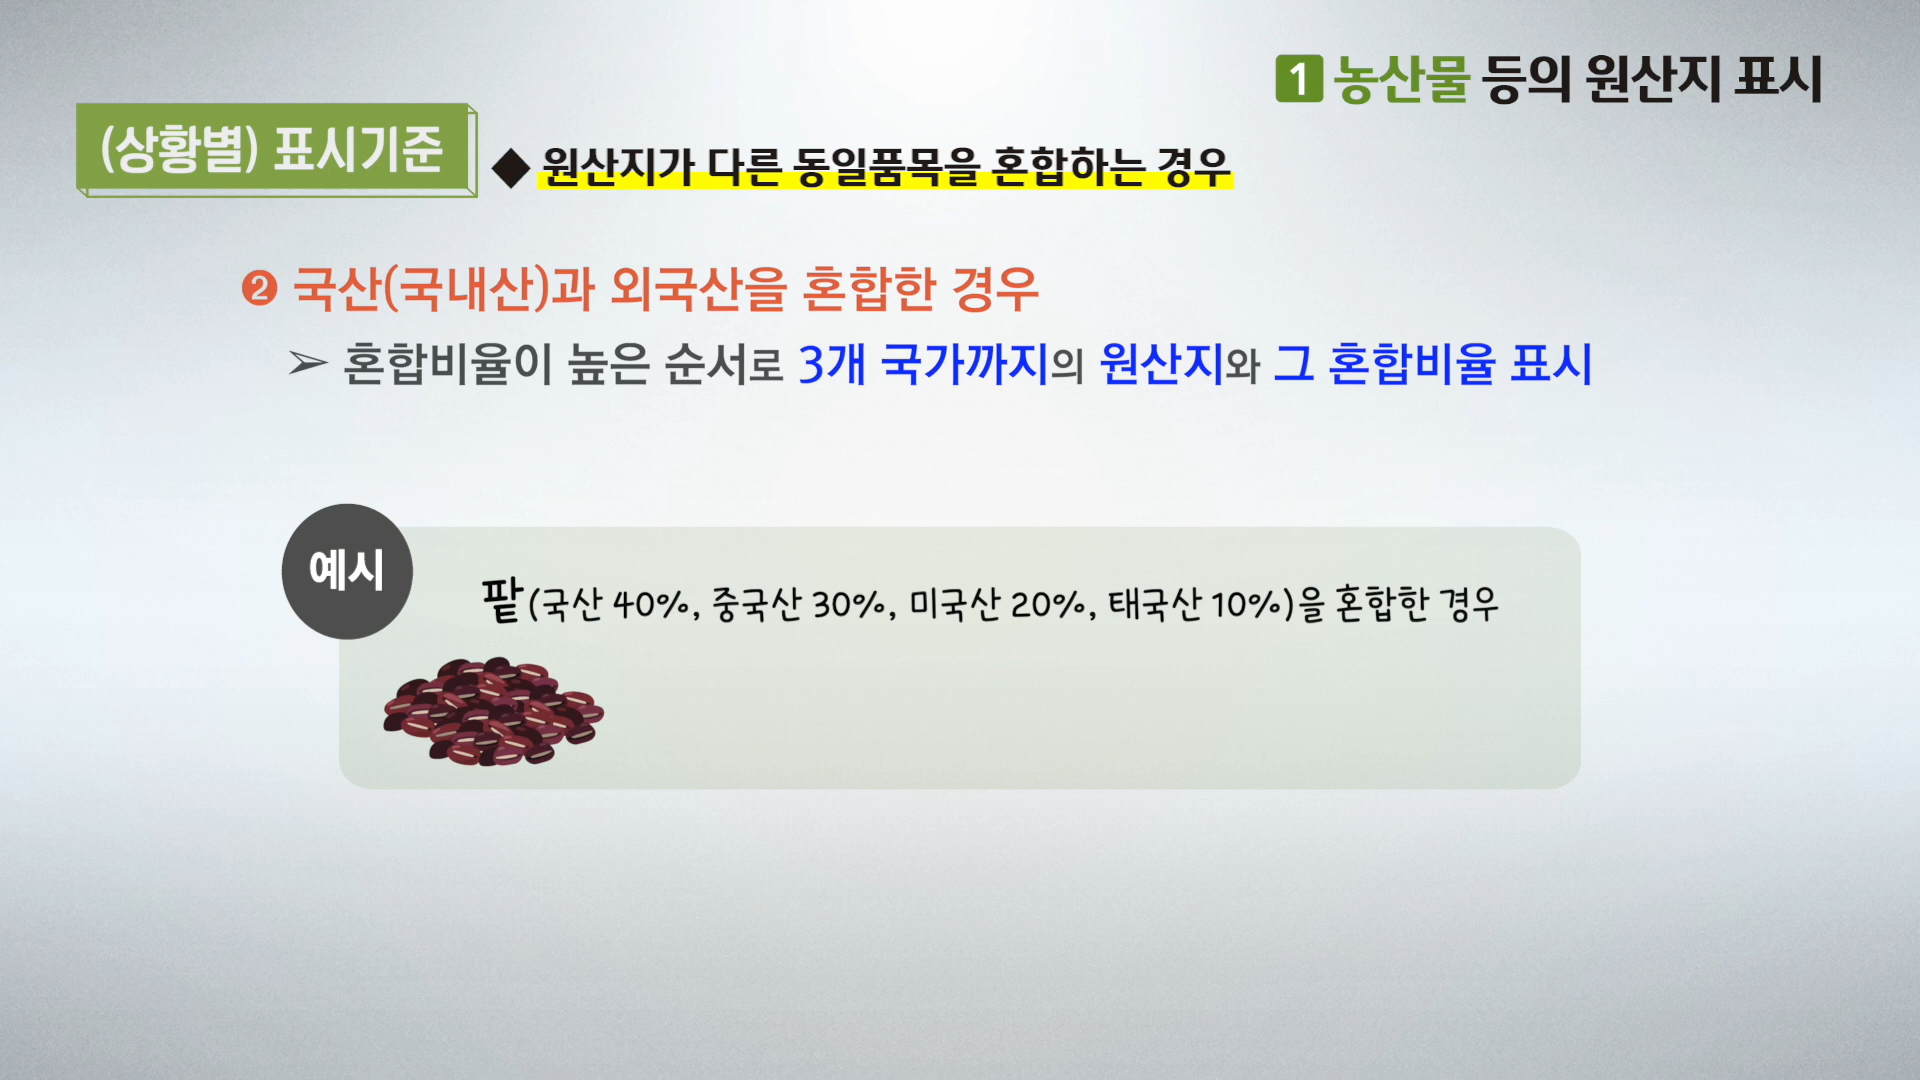 1 농산물 등의 원산지 표시
(상황별) 표시기준
◆ 원산지가 다른 동일품목을 혼합하는 경우
❷ 국산(국내산)과 외국산을 혼합한 경우
➢ 혼합비율이 높은 순서로 3개 국가까지의 원산지와 그 혼합비율 표시
예시
팥(국산 40%, 중국산 30%, 미국산 20%, 태국산 10%)을 혼합한 경우